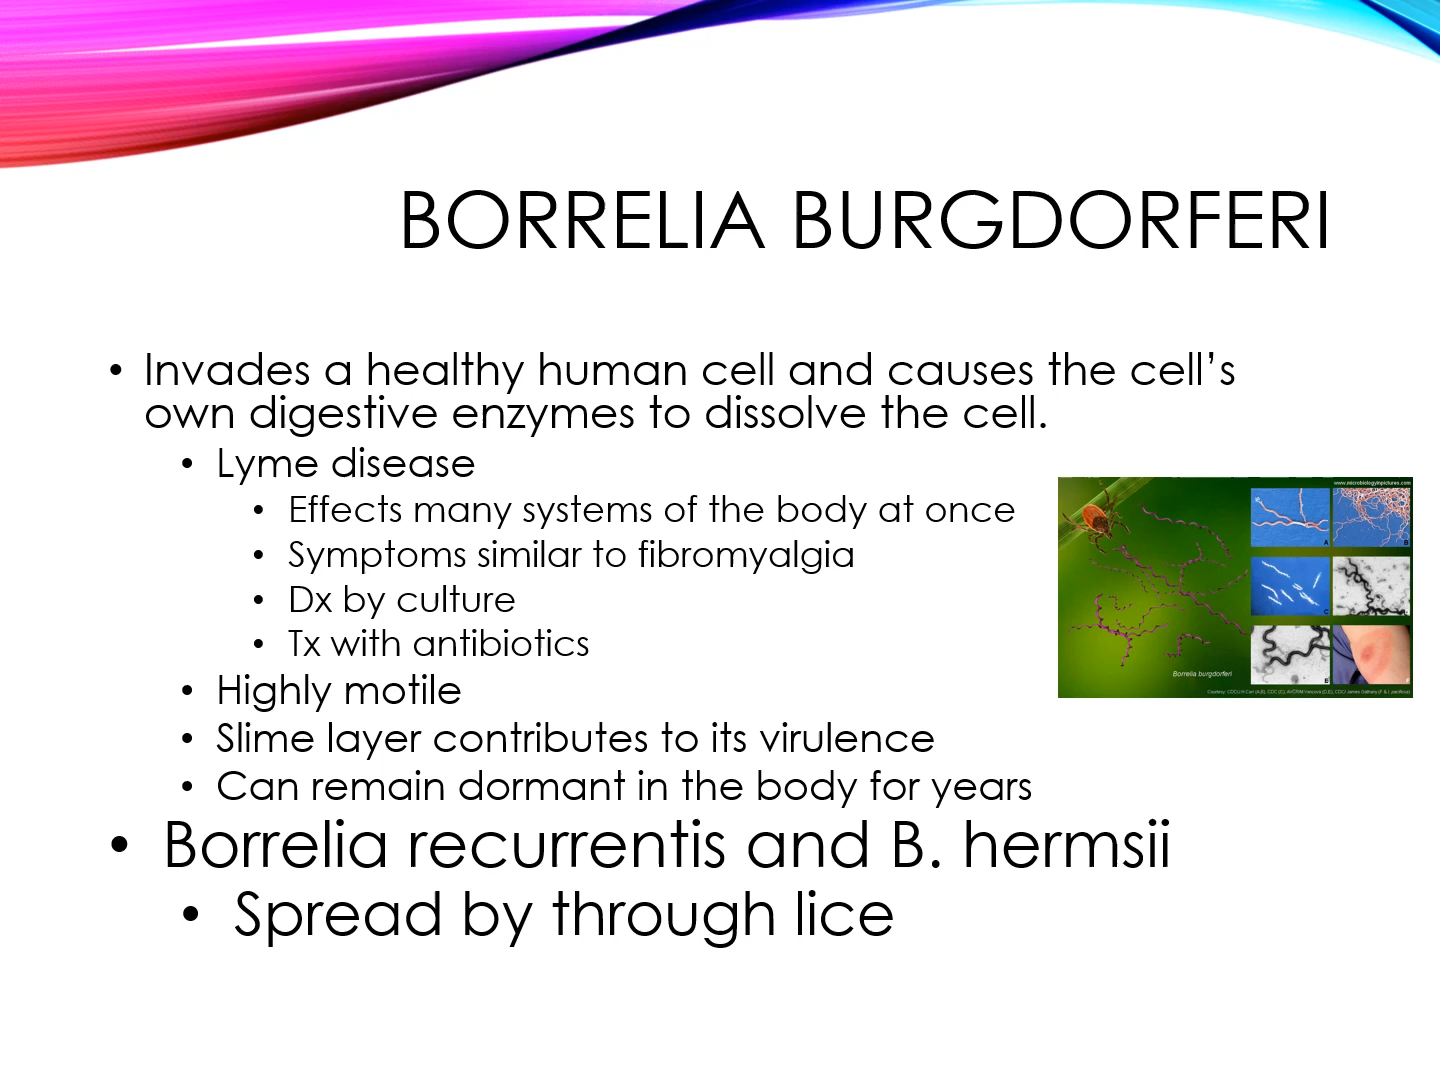 BORRELIA BURGDORFERI
• Invades a healthy human cell and causes the cell’s
own digestive enzymes to dissolve the cell.
• Lyme disease
• Effects many systems of the body at once
• Symptoms similar to fibromyalgia
• Dx by culture
• Tx with antibiotics
• Highly motile
• Slime layer contributes to its virulence
• Can remain dormant in the body for years
• Borrelia recurrentis and B. hermsii
• Spread by through lice
www.microbiologyinpictures.com
A
B
C
E
Borrelia burgdorferi